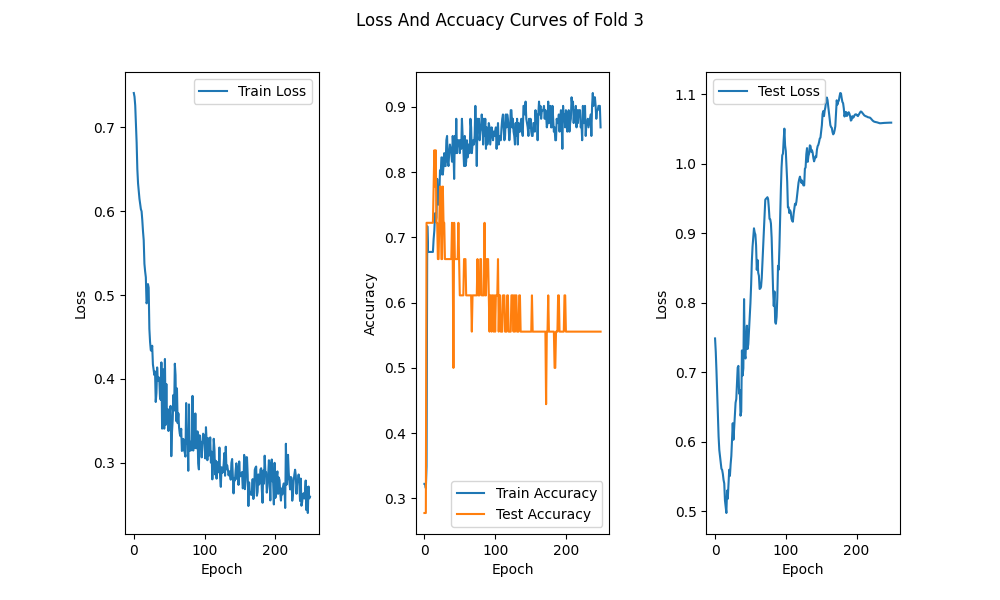 Loss And Accuacy Curves of Fold 3
Train Loss
0.7
0.6
0.5
0.4
0.3
Loss
0
100
200
Epoch
0.9
0.8
0.7
0.6
0.5
0.4
0.3
Accuracy
Train Accuracy
Test Accuracy
0
100
200
Epoch
Test Loss
1.1
1.0
0.9
0.8
0.7
0.6
0.5
Loss
0
100
200
Epoch